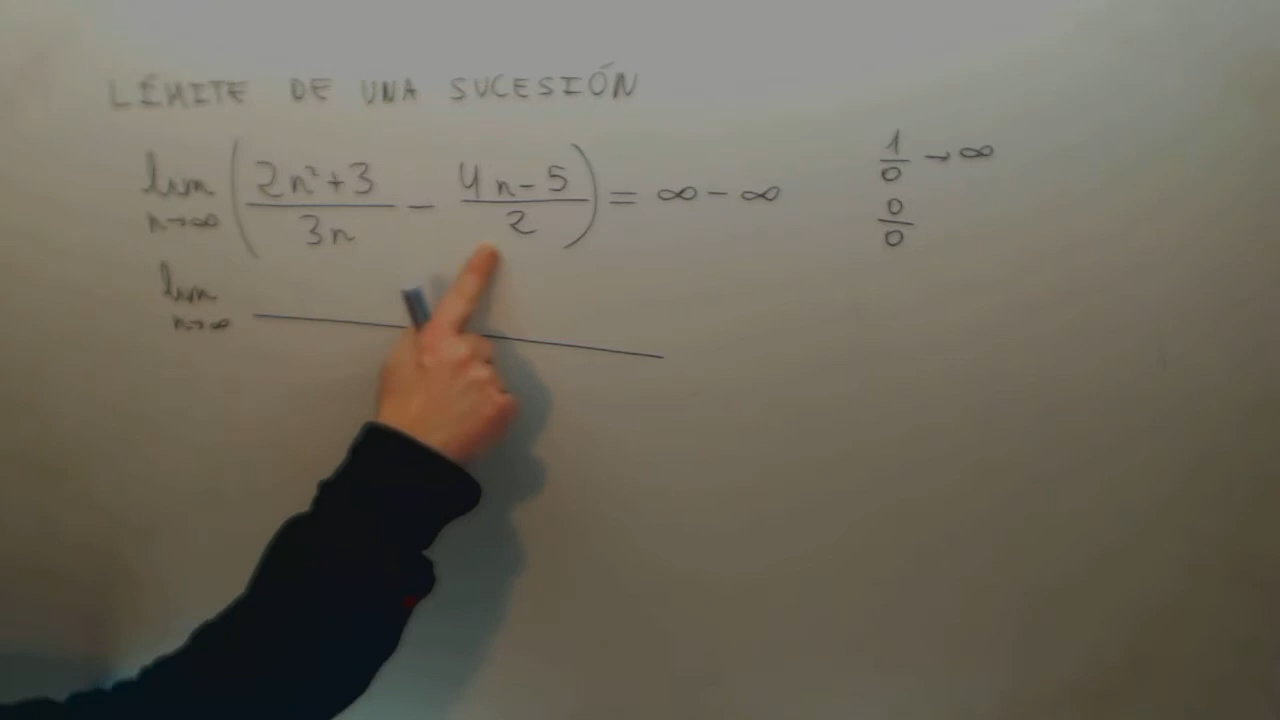 LÍMITE DE UNA SUCESIÓN
lim n→∞ ( (2n²+3)/(3n) − (4n−5)/2 ) = ∞ − ∞
lim n→∞
1/0 → ∞
0/0